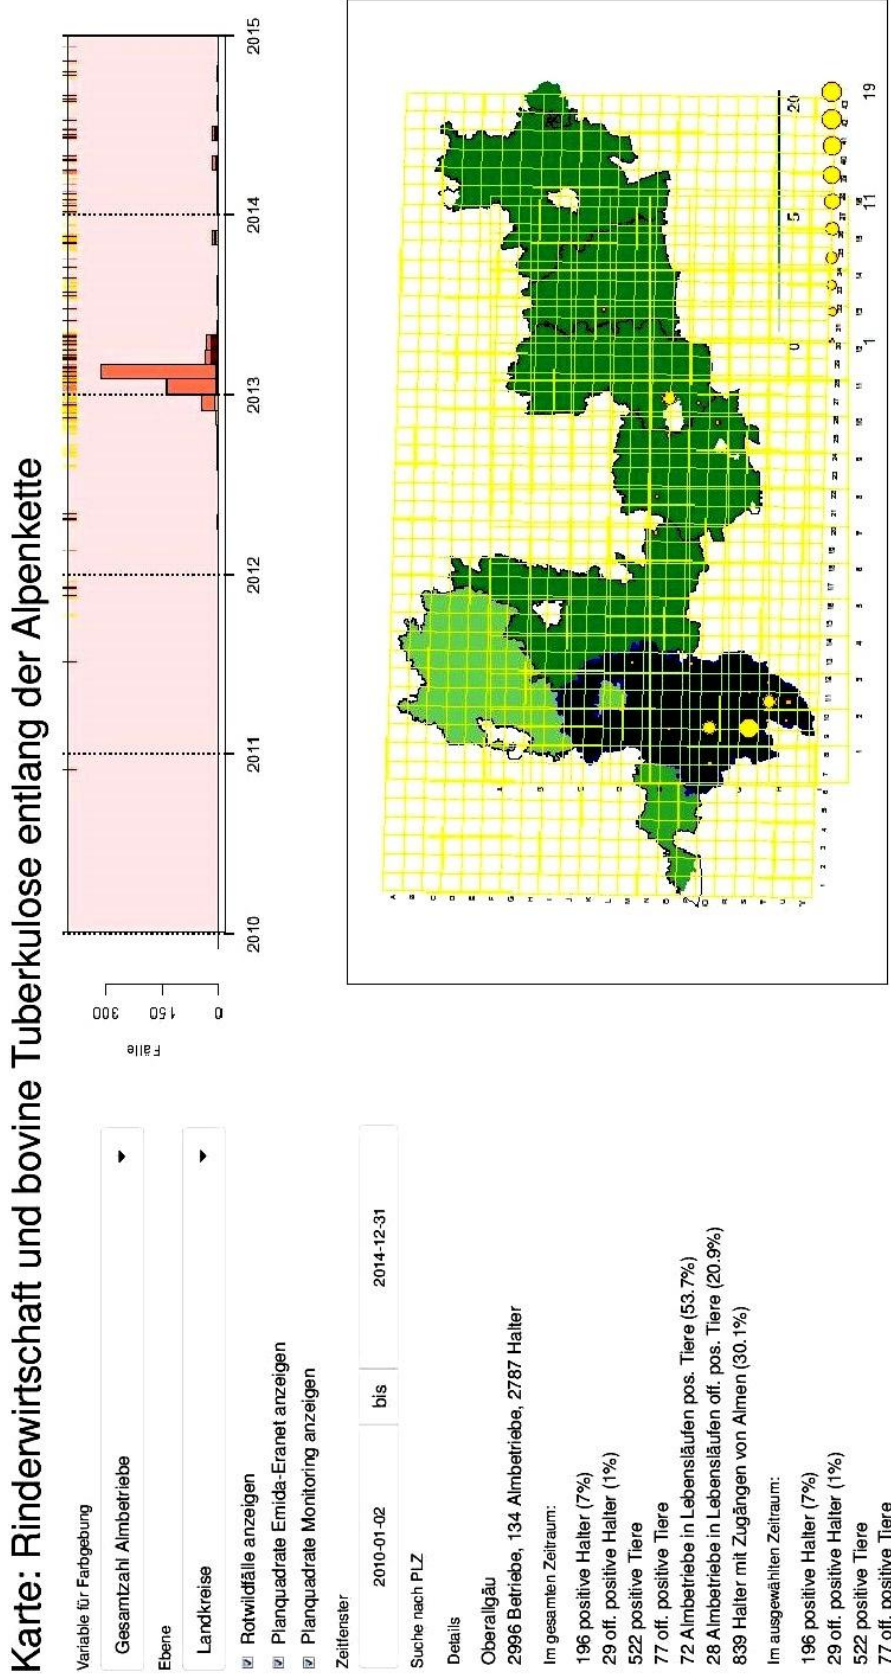 Karte: Rinderwirtschaft und bovine Tuberkulose entlang der Alpenkette
Variable für Farbgebung
Gesamtzahl Almbetriebe
Ebene
Landkreise
Rotwildfälle anzeigen
Planquadrate Emida-Eranet anzeigen
Planquadrate Monitoring anzeigen
Zeitfenster
2010-01-02 bis 2014-12-31
Suche nach PLZ
Details
Oberallgäu
2996 Betriebe, 134 Almbetriebe, 2787 Halter
Im gesamten Zeitraum:
196 positive Halter (7%)
29 off. positive Halter (1%)
522 positive Tiere
77 off. positive Tiere
72 Almbetriebe in Lebensläufen pos. Tiere (53.7%)
28 Almbetriebe in Lebensläufen off. pos. Tiere (20.9%)
839 Halter mit Zugängen von Almen (30.1%)
Im ausgewählten Zeitraum:
196 positive Halter (7%)
29 off. positive Halter (1%)
522 positive Tiere
77 off. positive Tiere
Fälle
0 150 300
2010 2011 2012 2013 2014 2015
0 5 20
1 11 19